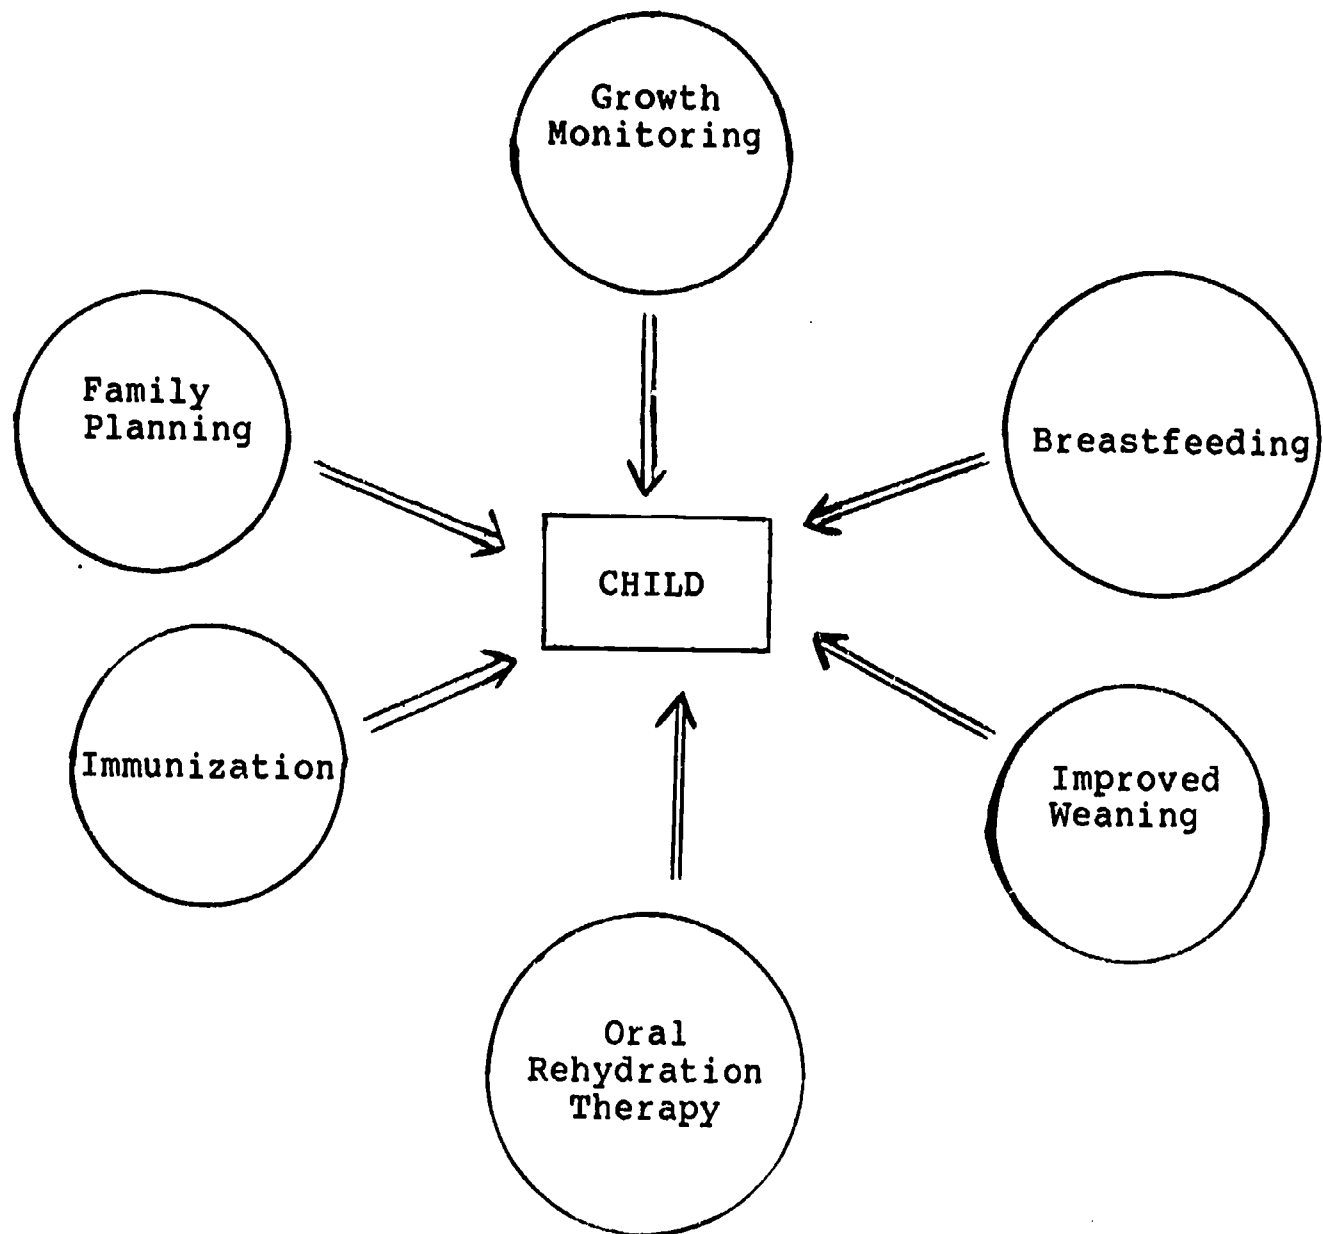 Growth
Monitoring
Family
Planning
Breastfeeding
CHILD
Immunization
Improved
Weaning
Oral
Rehydration
Therapy